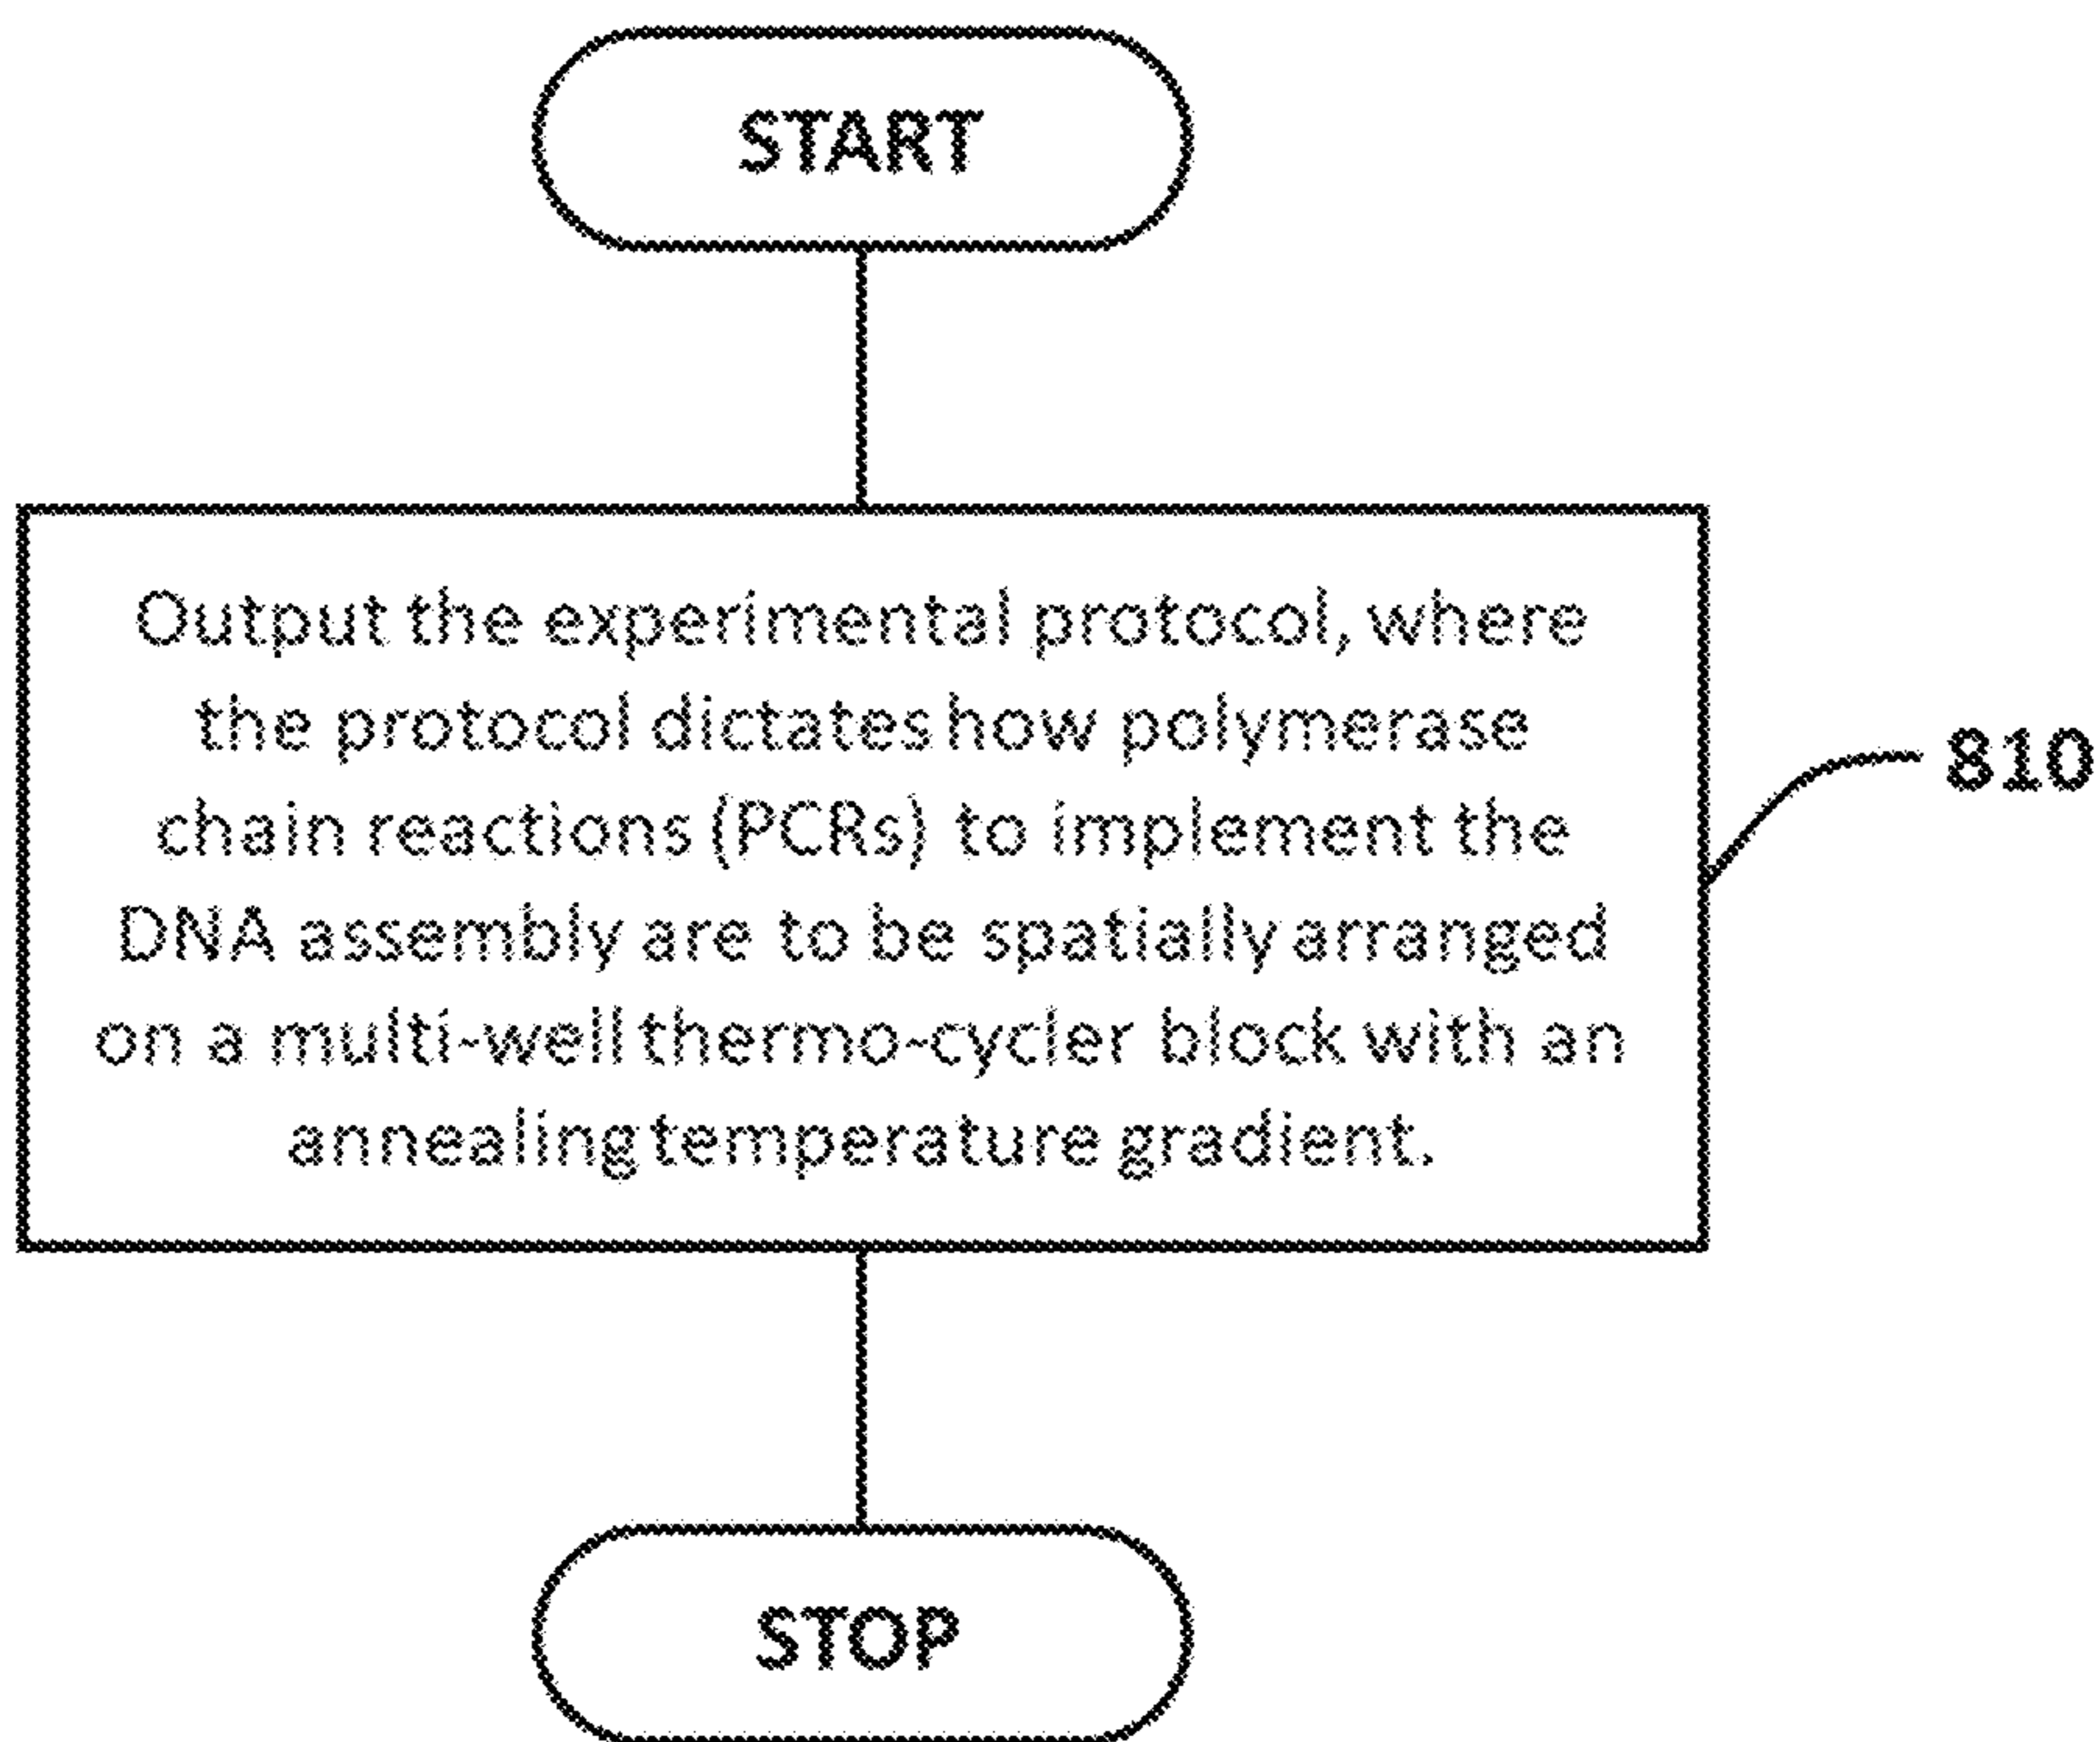 START
Output the experimental protocol, where
the protocol dictates how polymerase
chain reactions (PCRs) to implement the
DNA assembly are to be spatially arranged
on a multi-well thermo-cycler block with an
annealing temperature gradient.
810
STOP